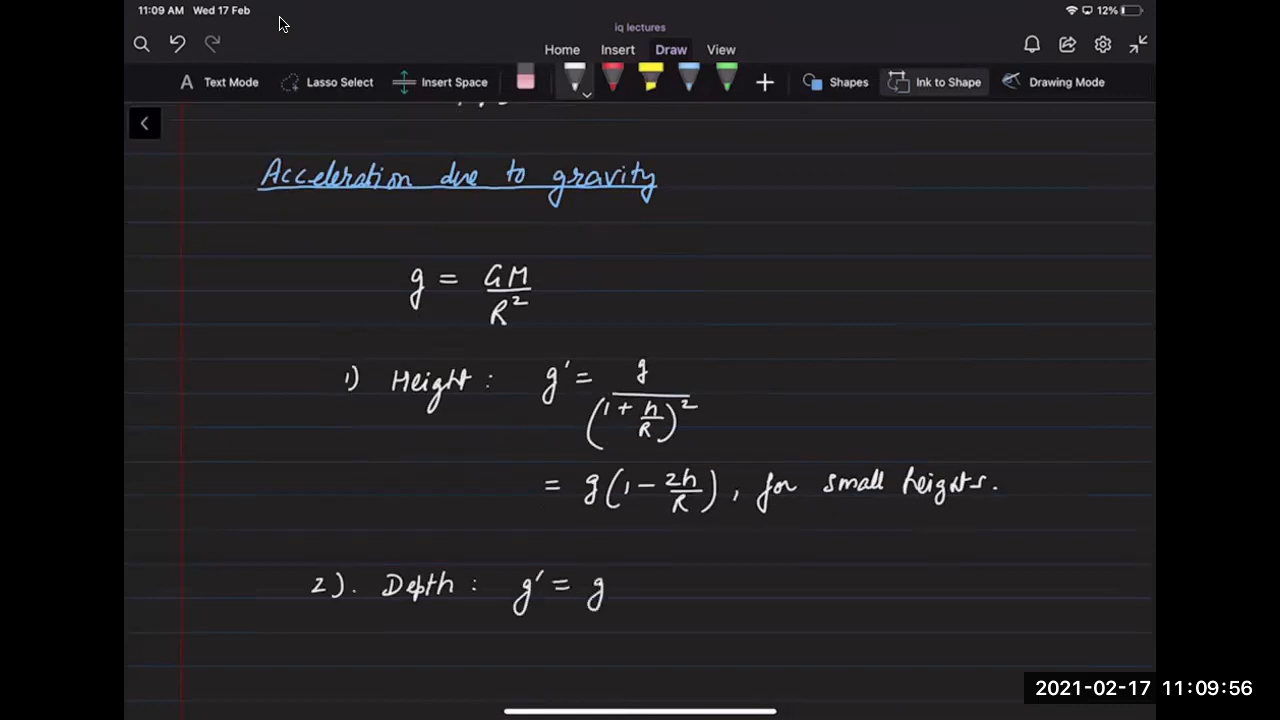 11:09 AM Wed 17 Feb
12%
iq lectures
Home Insert Draw View
Text Mode Lasso Select Insert Space Shapes Ink to Shape Drawing Mode
Acceleration due to gravity
g = GM/R²
1) Height : g' = g/(1 + h/R)²
= g(1 - 2h/R), for small heights.
2). Depth : g' = g
2021-02-17 11:09:56